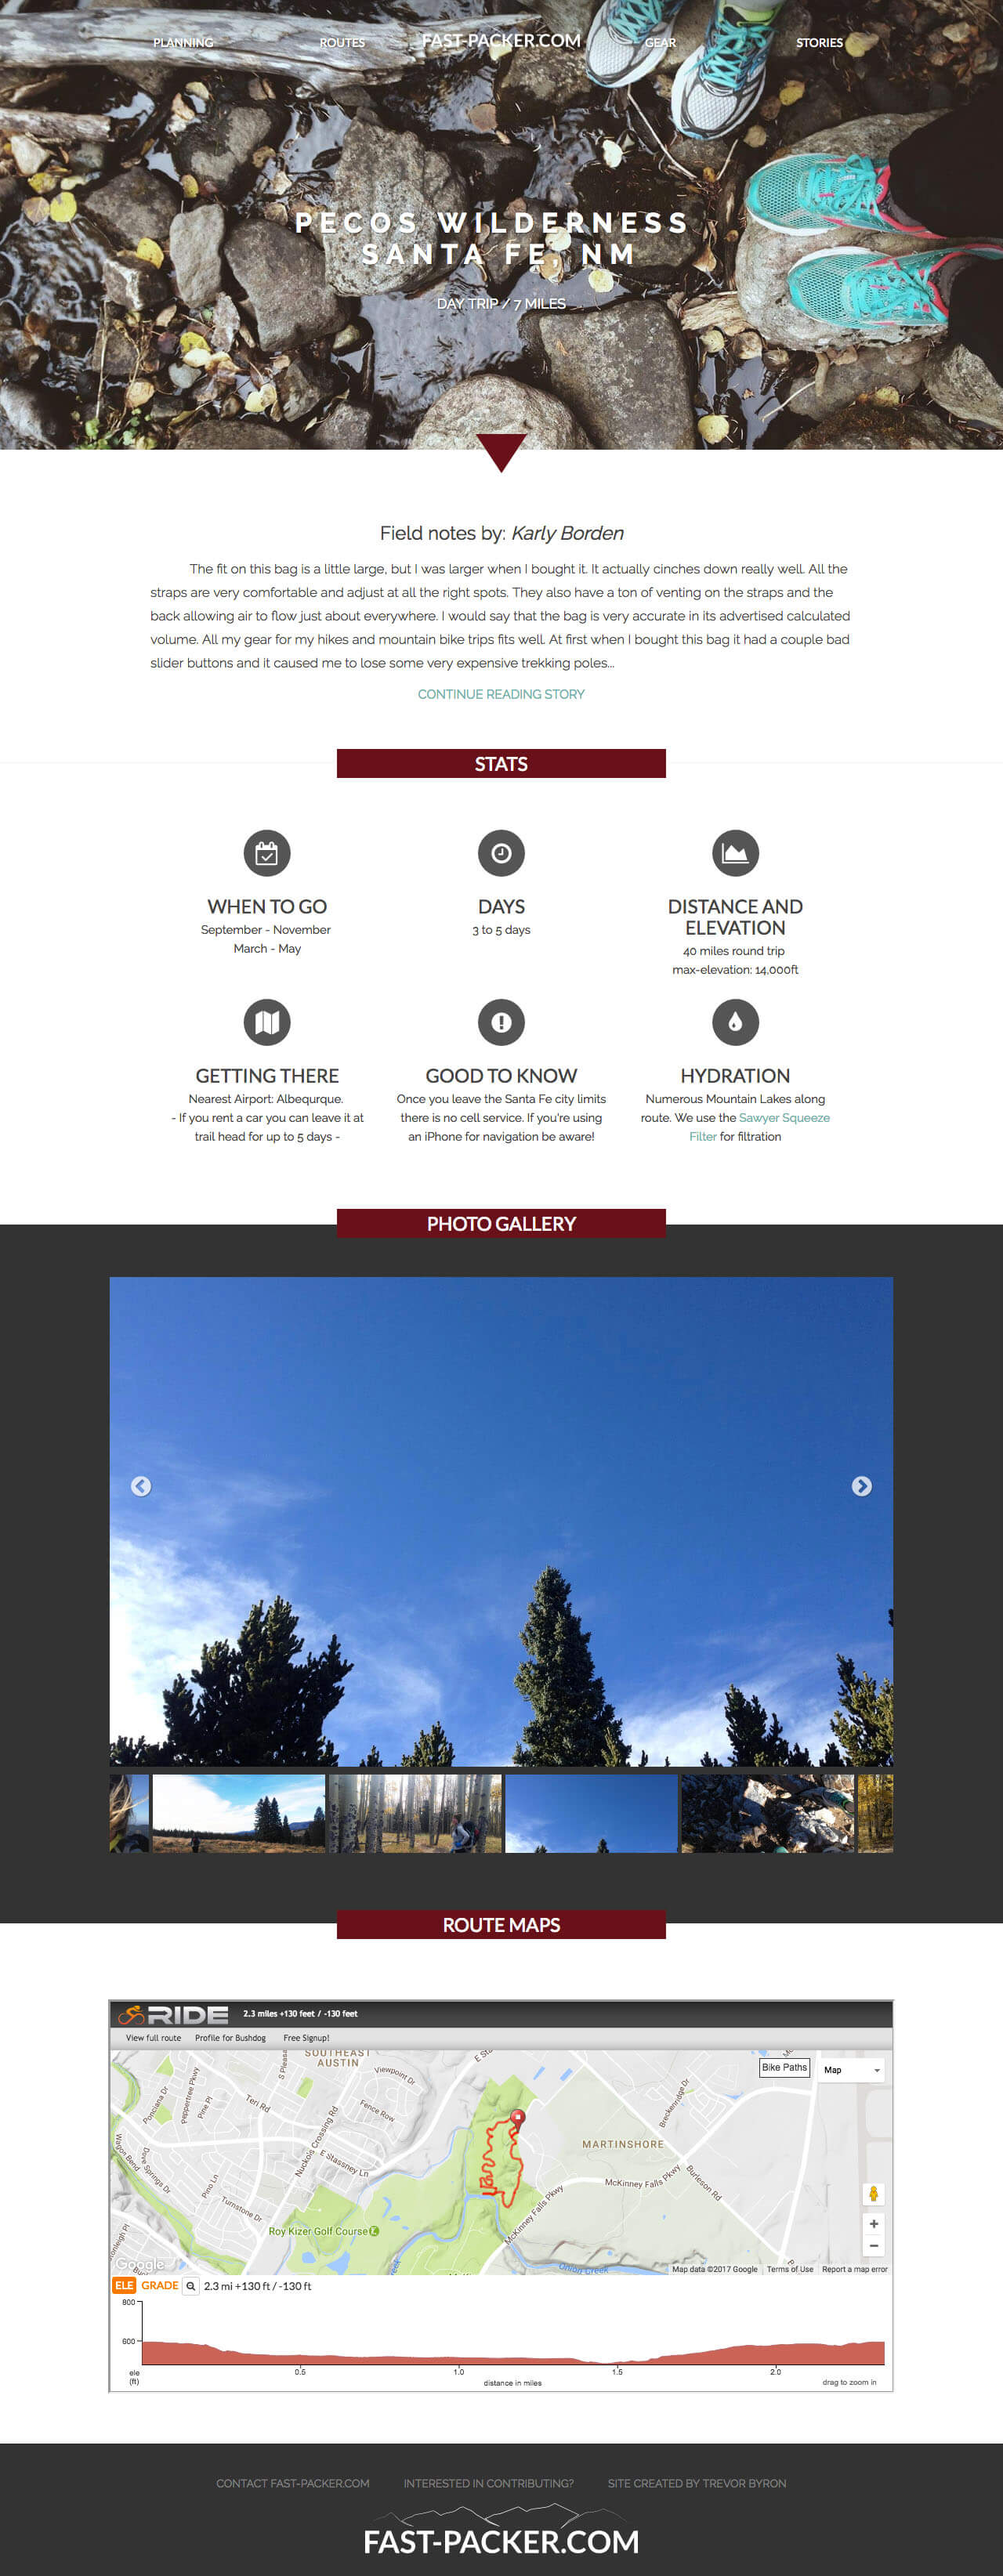 PLANNING ROUTES FAST-PACKER.COM GEAR STORIES
PECOS WILDERNESS
SANTA FE, NM
DAY TRIP / 7 MILES
Field notes by: Karly Borden
The fit on this bag is a little large, but I was larger when I bought it. It actually cinches down really well. All the
straps are very comfortable and adjust at all the right spots. They also have a ton of venting on the straps and the
back allowing air to flow just about everywhere. I would say that the bag is very accurate in its advertised calculated
volume. All my gear for my hikes and mountain bike trips fits well. At first when I bought this bag it had a couple bad
slider buttons and it caused me to lose some very expensive trekking poles...
CONTINUE READING STORY
STATS
WHEN TO GO
September - November
March - May
DAYS
3 to 5 days
DISTANCE AND
ELEVATION
40 miles round trip
max-elevation: 14,000ft
GETTING THERE
Nearest Airport: Albequrque.
- If you rent a car you can leave it at
trail head for up to 5 days -
GOOD TO KNOW
Once you leave the Santa Fe city limits
there is no cell service. If you're using
an iPhone for navigation be aware!
HYDRATION
Numerous Mountain Lakes along
route. We use the Sawyer Squeeze
Filter for filtration
PHOTO GALLERY
ROUTE MAPS
RIDE 2.3 miles +130 feet / -130 feet
View full route Profile for Bushdog Free Signup!
SOUTHEAST
AUSTIN
Viewpoint Dr
Bike Paths
Map
Ponciana Dr
Peppertree Pkwy
Pine Pl
Teri Rd
Fence Row
Breckenridge Dr
Nuckols Crossing Rd
E Stassney Ln
MARTINSHORE
Wagon Bend
Dove Springs Dr
Pino Ln
McKinney Falls Pkwy
Burleson Rd
Turnstone Dr
McKinney Falls Pkwy
Roy Kizer Golf Course
Onion Creek
Google
Map data ©2017 Google Terms of Use Report a map error
ELE GRADE 2.3 mi +130 ft / -130 ft
800
600
ele
(ft)
0.5 1.0 1.5 2.0
distance in miles
drag to zoom in
CONTACT FAST-PACKER.COM INTERESTED IN CONTRIBUTING? SITE CREATED BY TREVOR BYRON
FAST-PACKER.COM